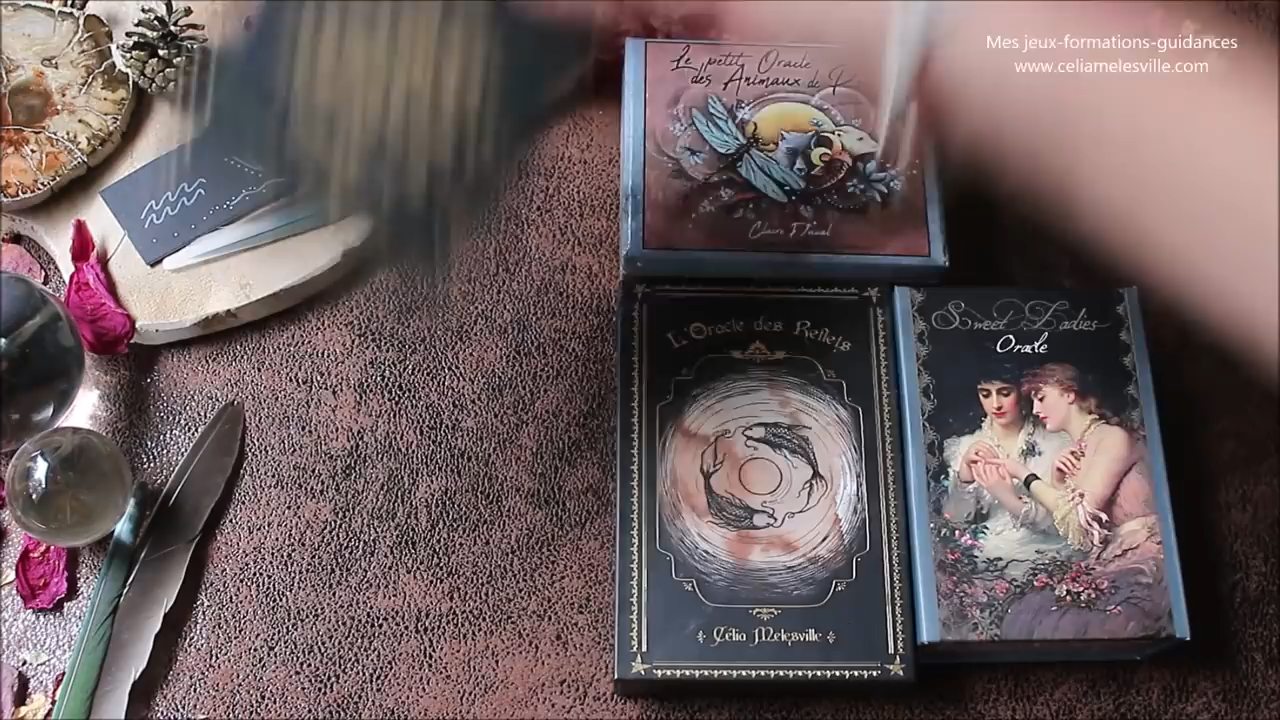 Mes jeux-formations-guidances
www.celiamelesville.com
Le petit Oracle
des Animaux de
L'Oracle des Reflets
Célia Melesville
Sweet Ladies
Oracle